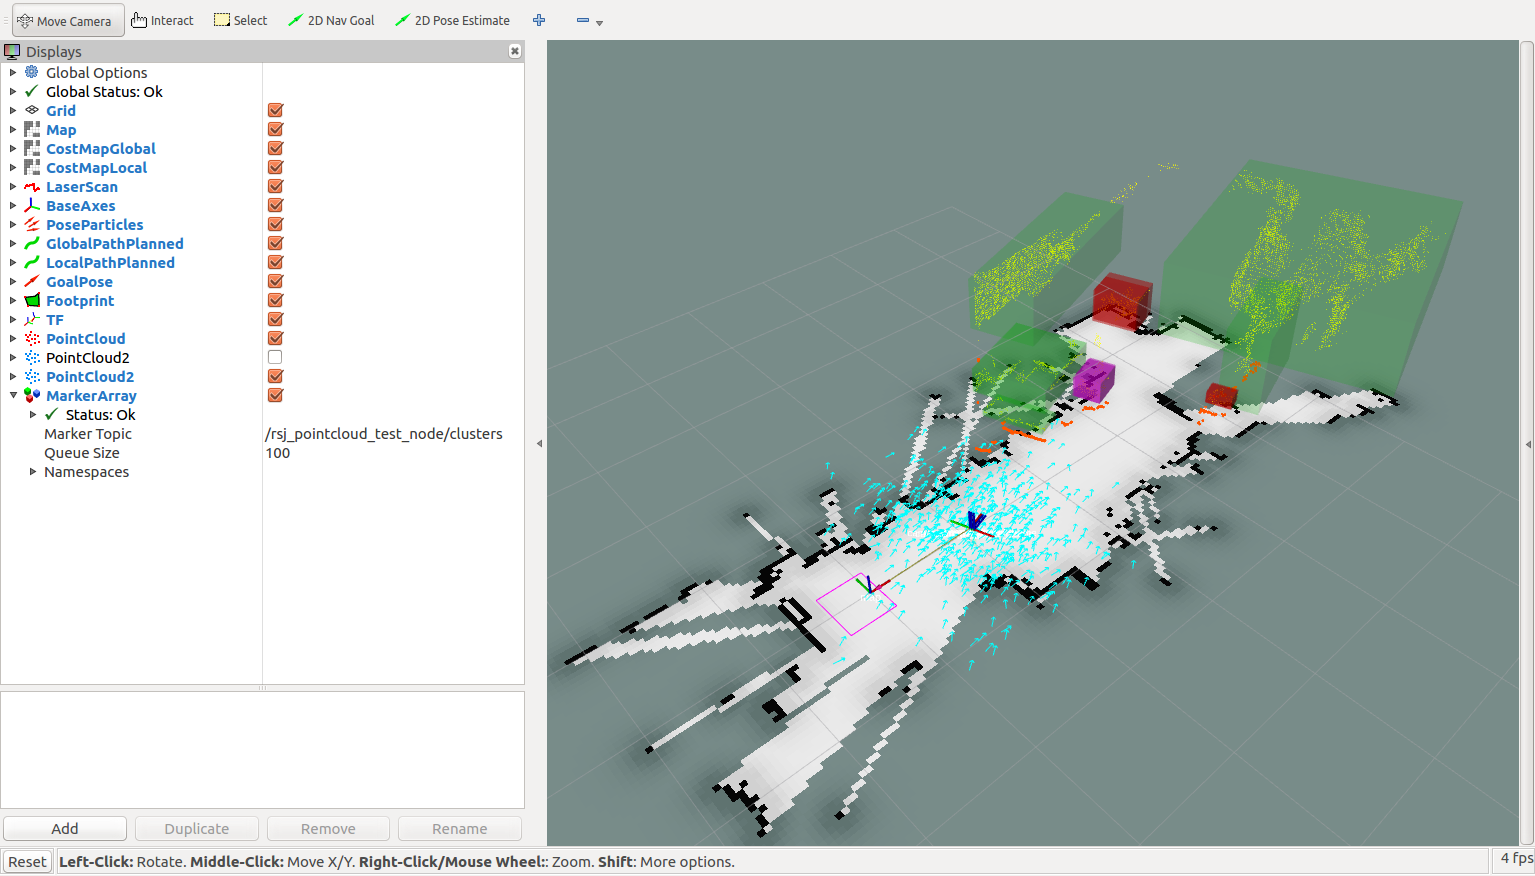 Move Camera Interact Select 2D Nav Goal 2D Pose Estimate
Displays
Global Options
Global Status: Ok
Grid
Map
CostMapGlobal
CostMapLocal
LaserScan
BaseAxes
PoseParticles
GlobalPathPlanned
LocalPathPlanned
GoalPose
Footprint
TF
PointCloud
PointCloud2
PointCloud2
MarkerArray
Status: Ok
Marker Topic /rsj_pointcloud_test_node/clusters
Queue Size 100
Namespaces
Add Duplicate Remove Rename
Reset Left-Click: Rotate. Middle-Click: Move X/Y. Right-Click/Mouse Wheel:: Zoom. Shift: More options. 4 fps